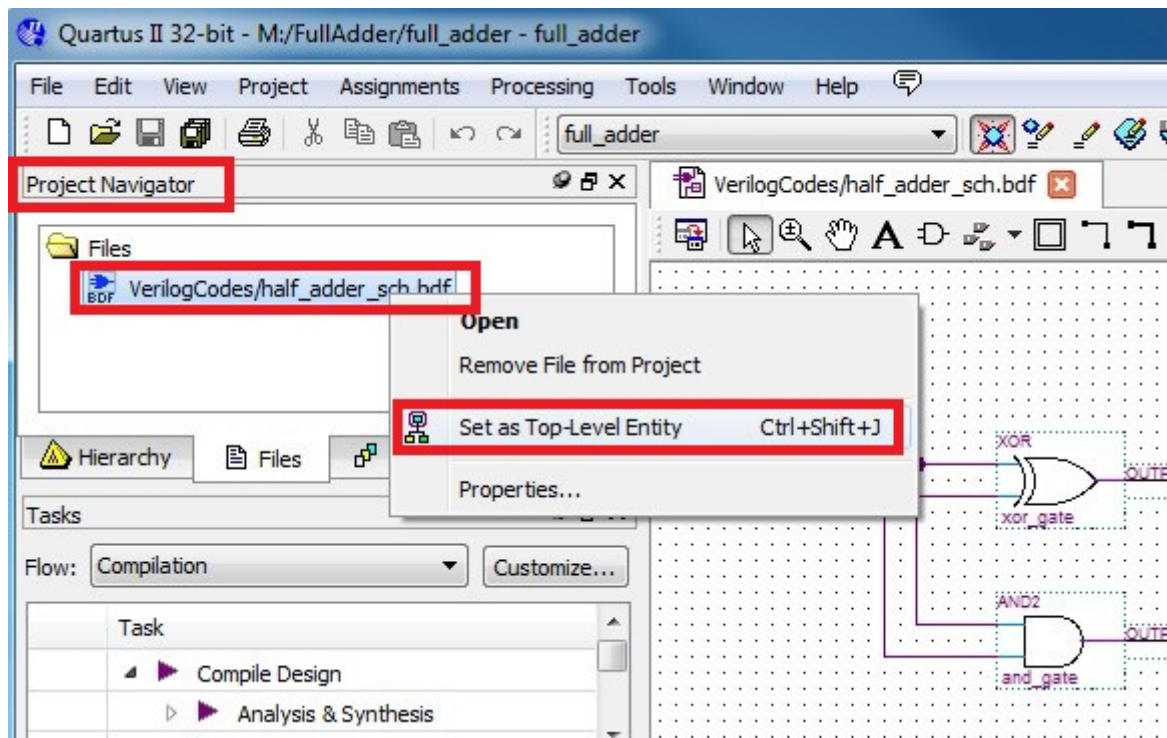 Quartus II 32-bit - M:/FullAdder/full_adder - full_adder
File Edit View Project Assignments Processing Tools Window Help
full_adder
Project Navigator
VerilogCodes/half_adder_sch.bdf
Files
BDF VerilogCodes/half_adder_sch.bdf
Open
Remove File from Project
Set as Top-Level Entity Ctrl+Shift+J
Properties...
Hierarchy Files
Tasks
Flow: Compilation Customize...
Task
Compile Design
Analysis & Synthesis
A
XOR
xor_gate
AND2
and_gate